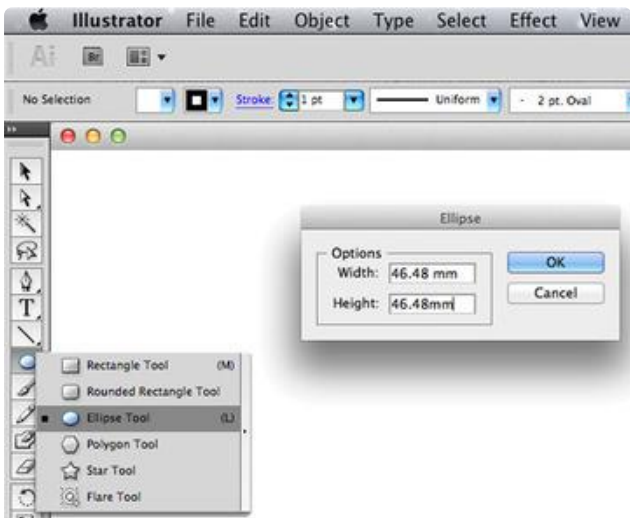 Illustrator File Edit Object Type Select Effect View
Ai Br
No Selection Stroke: 1 pt Uniform 2 pt. Oval
Ellipse
Options
Width: 46.48 mm
OK
Height: 46.48mm
Cancel
T
Rectangle Tool (M)
Rounded Rectangle Tool
Ellipse Tool (L)
Polygon Tool
Star Tool
Flare Tool